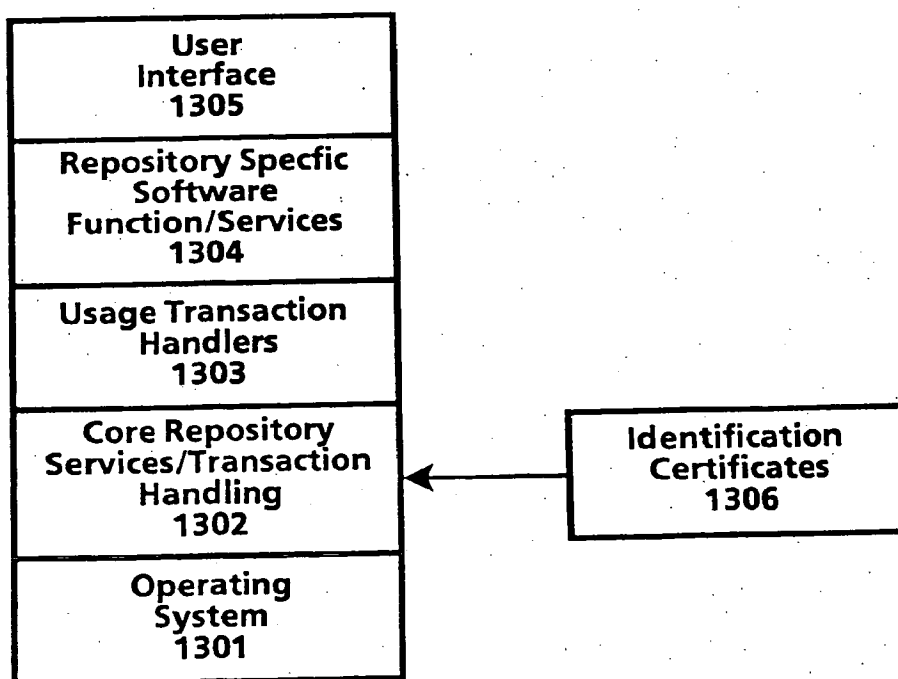 User
Interface
1305
Repository Specfic
Software
Function/Services
1304
Usage Transaction
Handlers
1303
Core Repository
Services/Transaction
Handling
1302
Identification
Certificates
1306
Operating
System
1301